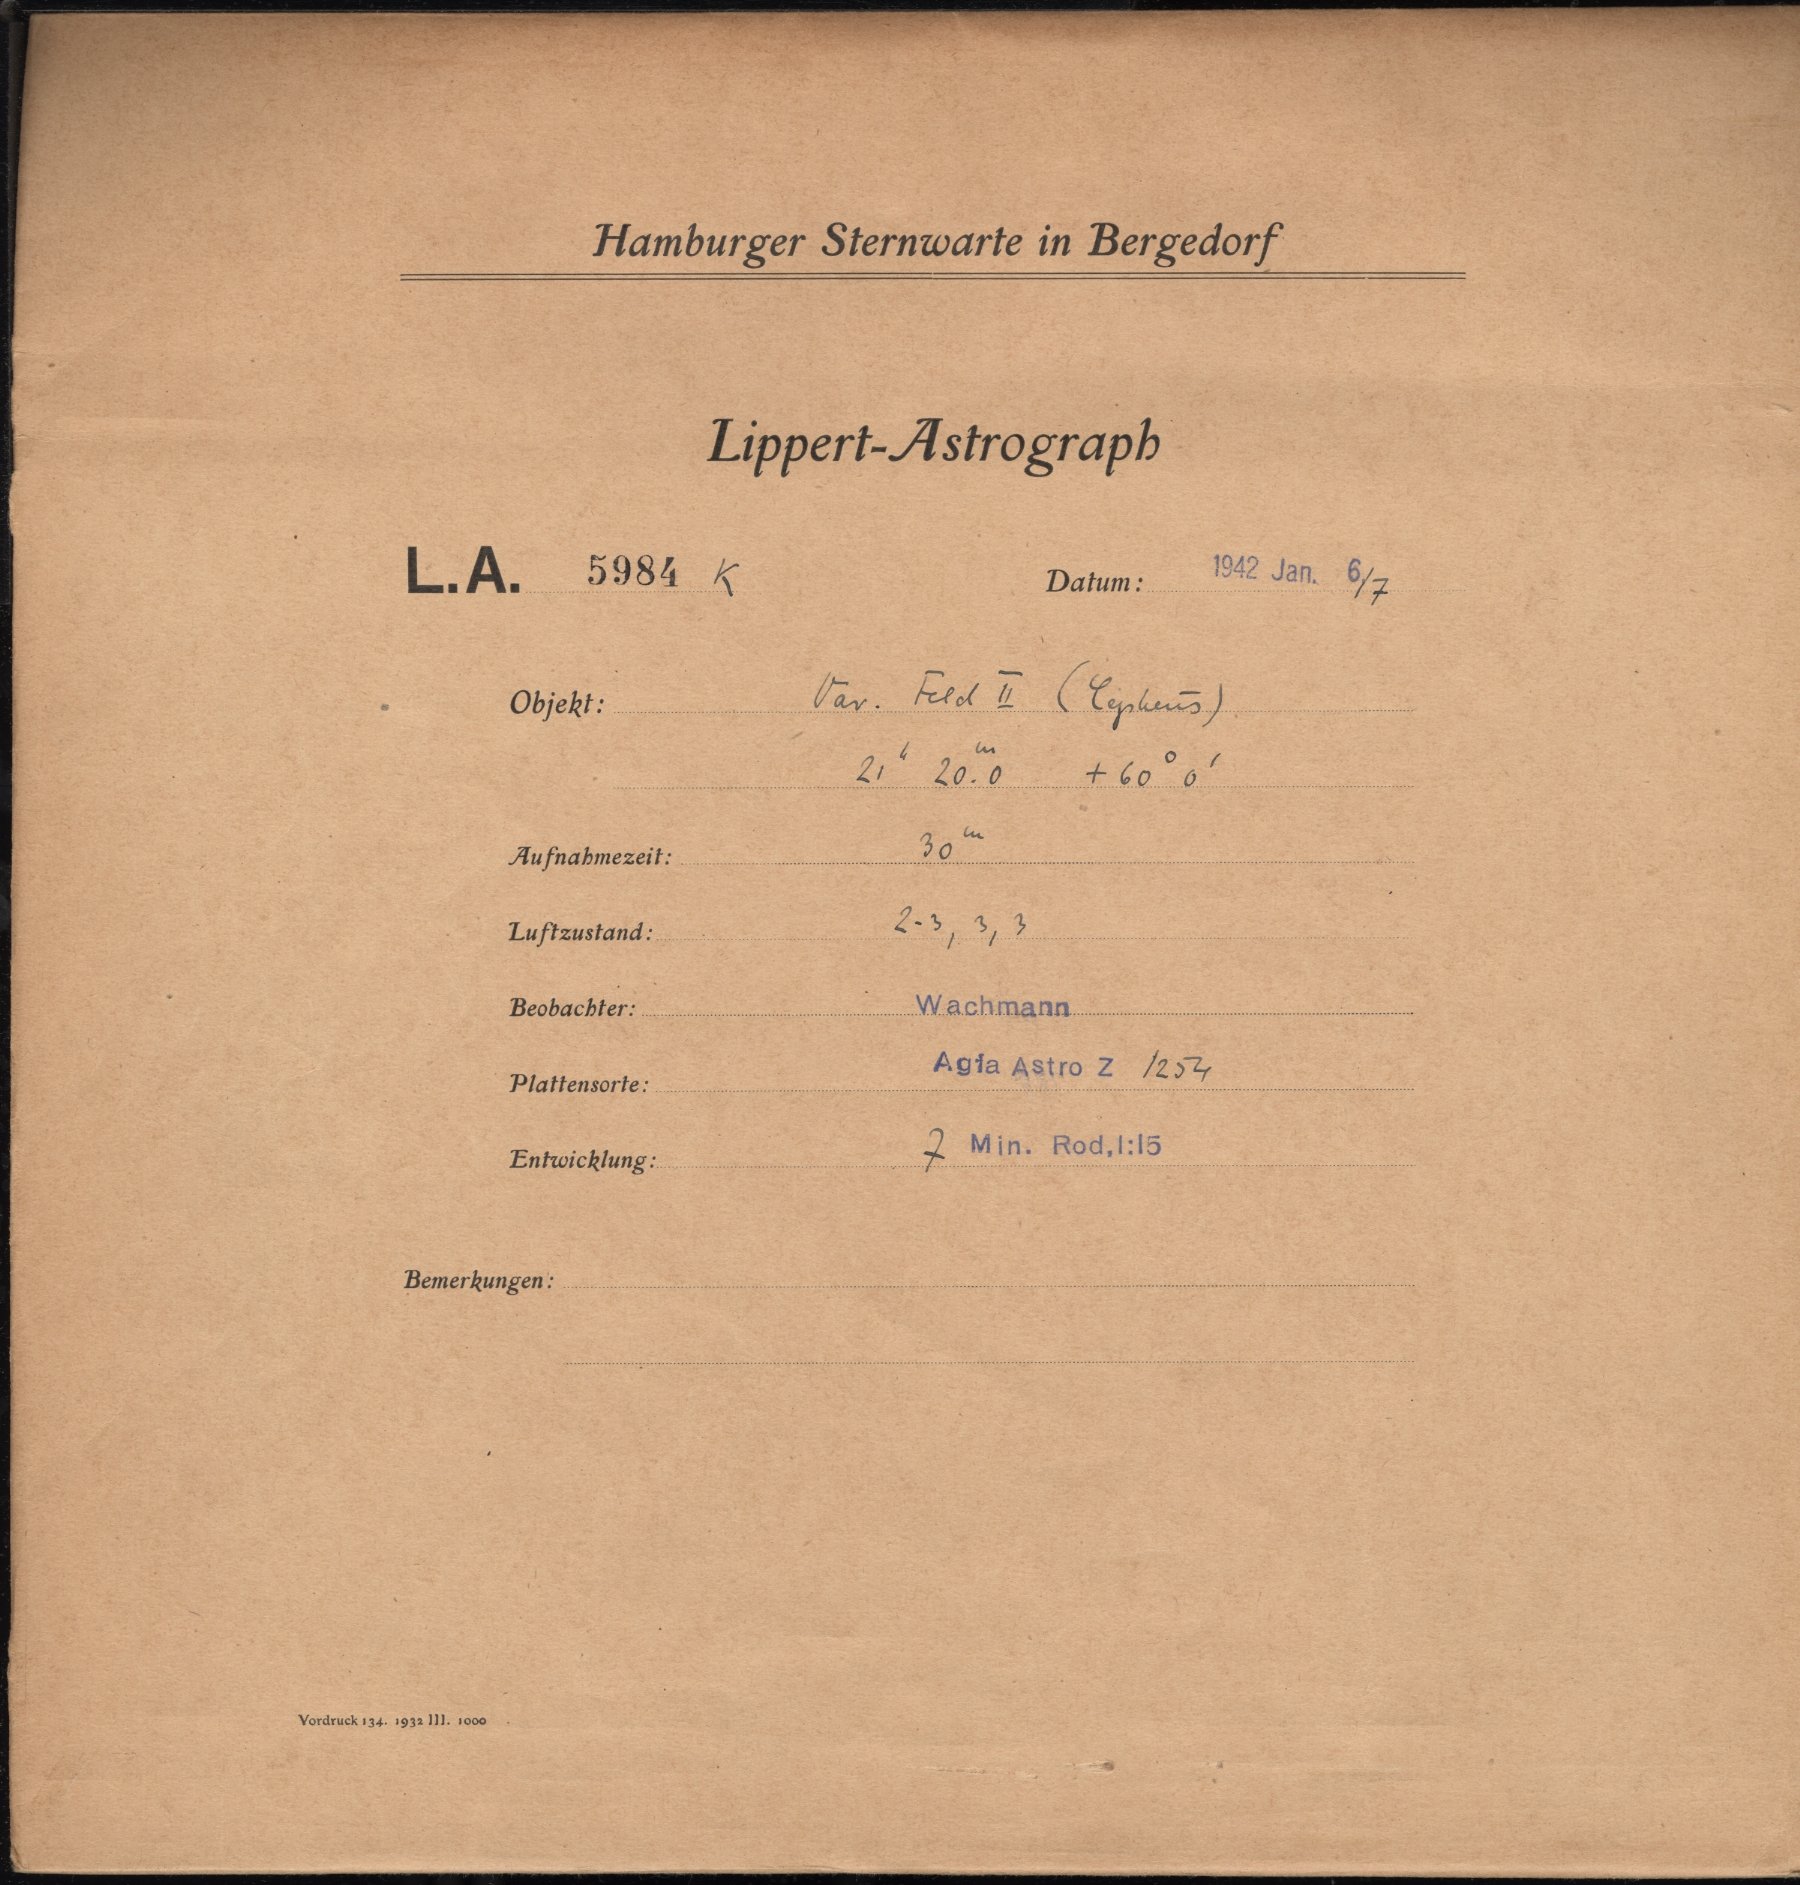 Hamburger Sternwarte in Bergedorf
Lippert-Astrograph
L.A. 5984 K Datum: 1942 Jan. 6/7
Objekt: Var. Feld II (Cepheus)
21ʰ 20.ᵐ0 +60° 0′
Aufnahmezeit: 30ᵐ
Luftzustand: 2-3, 3, 3
Beobachter: Wachmann
Plattensorte: Agfa Astro Z 1254
Entwicklung: 7 Min. Rod,1:15
Bemerkungen:
Vordruck 134. 1932 III. 1000